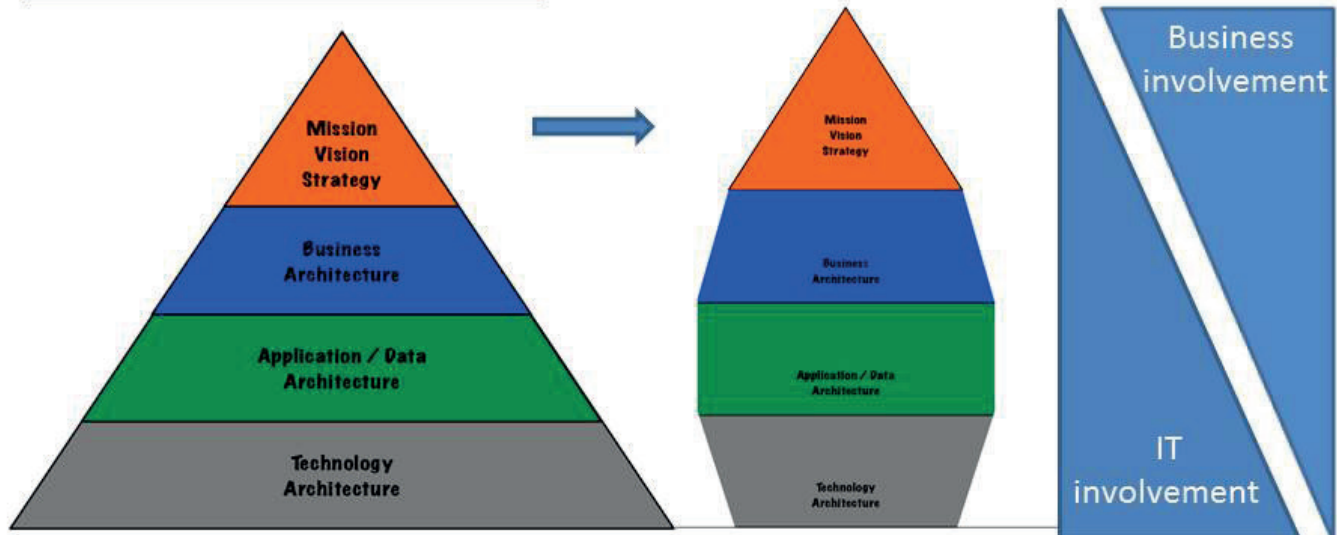 Mission
Vision
Strategy
Business
Architecture
Application / Data
Architecture
Technology
Architecture
Mission
Vision
Strategy
Business
Architecture
Application / Data
Architecture
Technology
Architecture
Business
involvement
IT
involvement